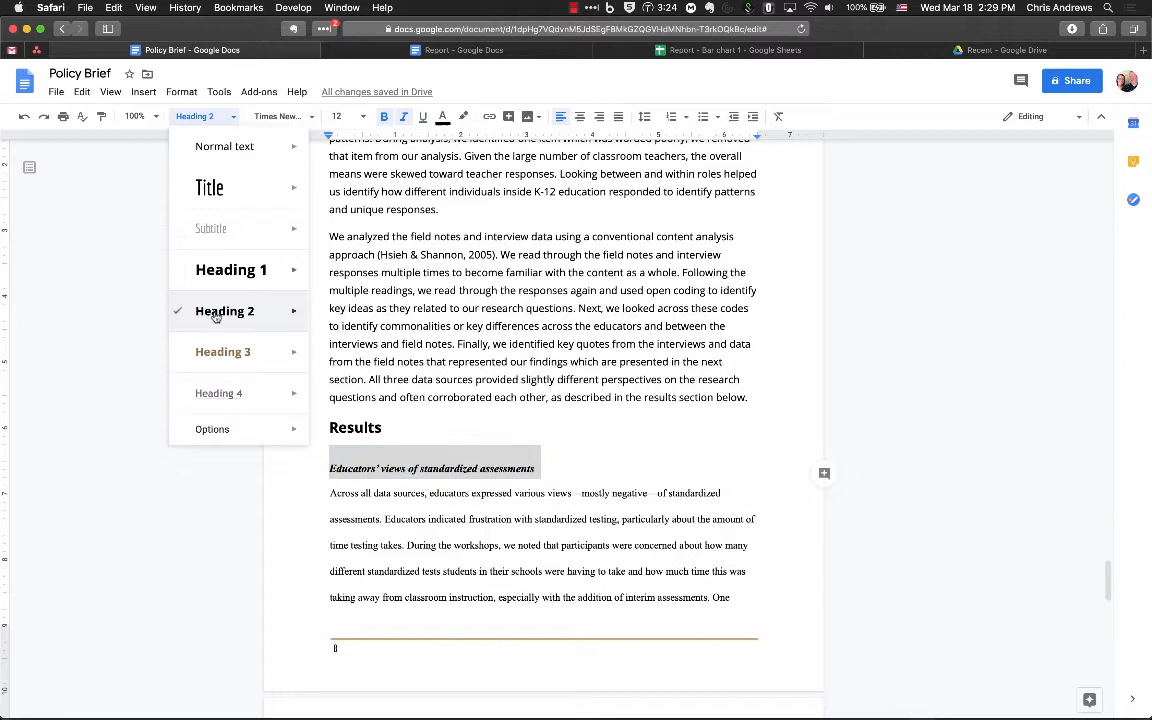 Safari File Edit View History Bookmarks Develop Window Help
3:24
100%
Wed Mar 18 2:29 PM Chris Andrews
2
docs.google.com/document/d/1dpHg7VQdvnM5JdSEgF8MkGZQGVHdMNhbn-T3rkOQkBc/edit#
Policy Brief - Google Docs
Report - Google Docs
Report - Bar chart 1 - Google Sheets
Recent - Google Drive
Policy Brief
File Edit View Insert Format Tools Add-ons Help All changes saved in Drive
Share
100% Heading 2 Times New... 12 B I U A Editing
1 2 3 4 5 6 7
Normal text
Title
Subtitle
Heading 1
Heading 2
Heading 3
Heading 4
Options
patterns. During analysis, we identified one item which was worded poorly; we removed
that item from our analysis. Given the large number of classroom teachers, the overall
means were skewed toward teacher responses. Looking between and within roles helped
us identify how different individuals inside K-12 education responded to identify patterns
and unique responses.
We analyzed the field notes and interview data using a conventional content analysis
approach (Hsieh & Shannon, 2005). We read through the field notes and interview
responses multiple times to become familiar with the content as a whole. Following the
multiple readings, we read through the responses again and used open coding to identify
key ideas as they related to our research questions. Next, we looked across these codes
to identify commonalities or key differences across the educators and between the
interviews and field notes. Finally, we identified key quotes from the interviews and data
from the field notes that represented our findings which are presented in the next
section. All three data sources provided slightly different perspectives on the research
questions and often corroborated each other, as described in the results section below.
Results
Educators' views of standardized assessments
Across all data sources, educators expressed various views—mostly negative—of standardized
assessments. Educators indicated frustration with standardized testing, particularly about the amount of
time testing takes. During the workshops, we noted that participants were concerned about how many
different standardized tests students in their schools were having to take and how much time this was
taking away from classroom instruction, especially with the addition of interim assessments. One
8